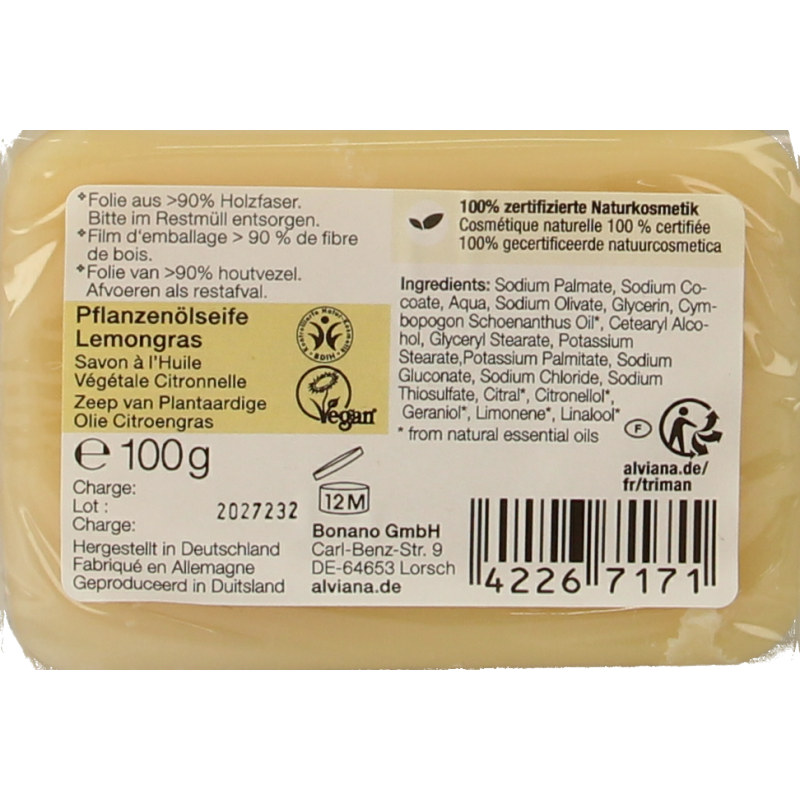 *Folie aus >90% Holzfaser.
Bitte im Restmüll entsorgen.
*Film d'emballage > 90 % de fibre
de bois.
*Folie van >90% houtvezel.
Afvoeren als restafval.
Pflanzenölseife
Lemongras
Savon à l'Huile
Végétale Citronnelle
Zeep van Plantaardige
Olie Citroengras
Kontrollierte Natur-Kosmetik
BDIH
Vegan
e 100g
Charge:
Lot :
Charge:
2027232
Hergestellt in Deutschland
Fabriqué en Allemagne
Geproduceerd in Duitsland
12M
Bonano GmbH
Carl-Benz-Str. 9
DE-64653 Lorsch
alviana.de
100% zertifizierte Naturkosmetik
Cosmétique naturelle 100 % certifiée
100% gecertificeerde natuurcosmetica
Ingredients: Sodium Palmate, Sodium Co-
coate, Aqua, Sodium Olivate, Glycerin, Cym-
bopogon Schoenanthus Oil*, Cetearyl Alco-
hol, Glyceryl Stearate, Potassium
Stearate,Potassium Palmitate, Sodium
Gluconate, Sodium Chloride, Sodium
Thiosulfate, Citral*, Citronellol*,
Geraniol*, Limonene*, Linalool*
* from natural essential oils
F
alviana.de/
fr/triman
4226 7171